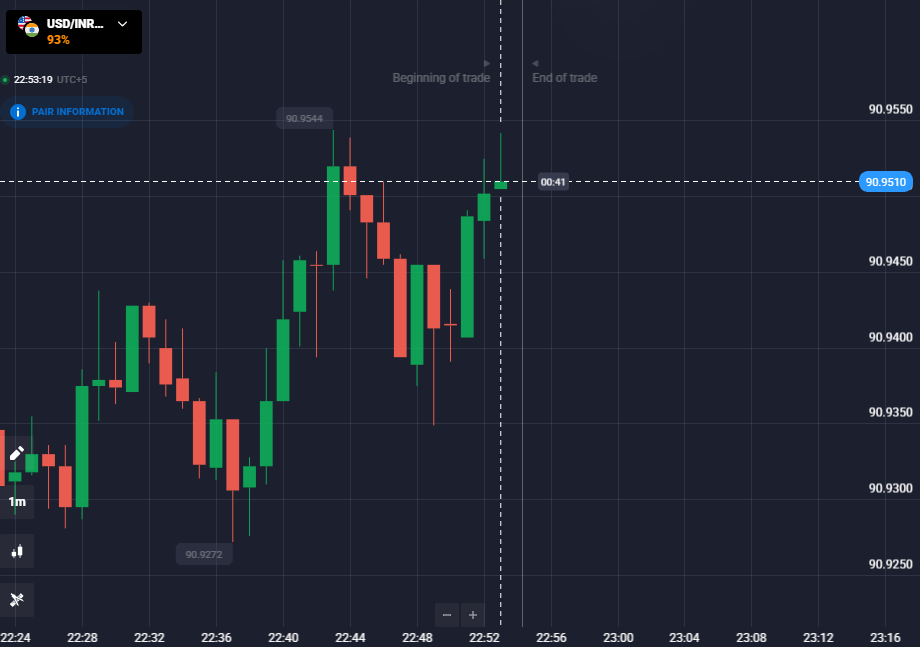 USD/INR...
93%
22:53:19 UTC+5
PAIR INFORMATION
Beginning of trade
End of trade
90.9544
90.9550
00:41
90.9510
90.9450
90.9400
90.9350
90.9300
90.9272
90.9250
1m
22:24 22:28 22:32 22:36 22:40 22:44 22:48 22:52 22:56 23:00 23:04 23:08 23:12 23:16